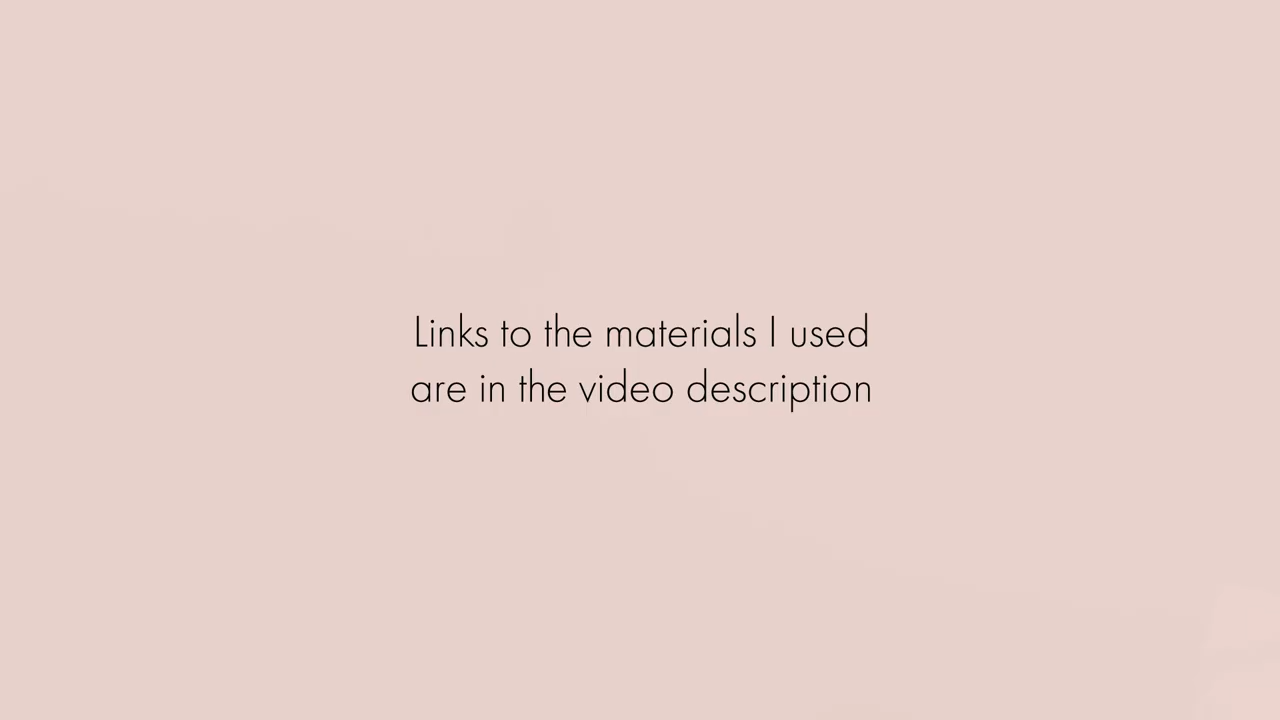 Links to the materials I used
are in the video description